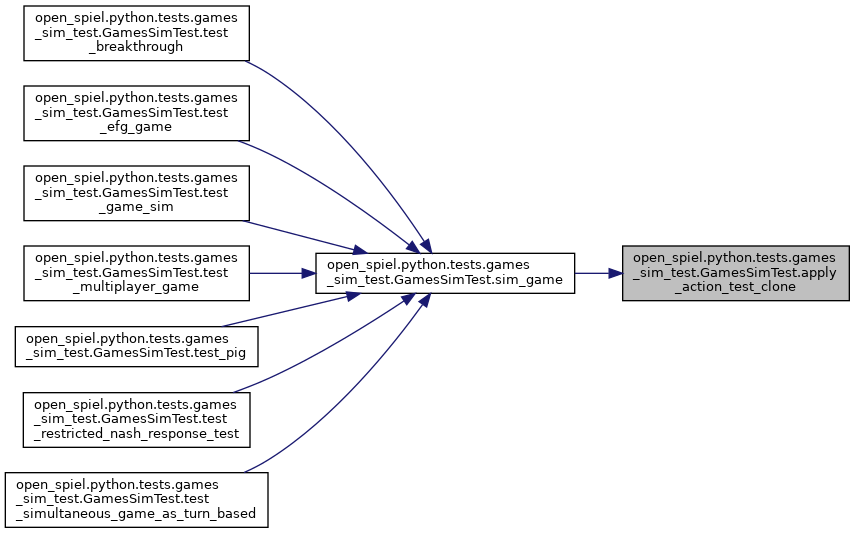 open_spiel.python.tests.games
_sim_test.GamesSimTest.test
_breakthrough
open_spiel.python.tests.games
_sim_test.GamesSimTest.test
_efg_game
open_spiel.python.tests.games
_sim_test.GamesSimTest.test
_game_sim
open_spiel.python.tests.games
_sim_test.GamesSimTest.test
_multiplayer_game
open_spiel.python.tests.games
_sim_test.GamesSimTest.test_pig
open_spiel.python.tests.games
_sim_test.GamesSimTest.test
_restricted_nash_response_test
open_spiel.python.tests.games
_sim_test.GamesSimTest.test
_simultaneous_game_as_turn_based
open_spiel.python.tests.games
_sim_test.GamesSimTest.sim_game
open_spiel.python.tests.games
_sim_test.GamesSimTest.apply
_action_test_clone